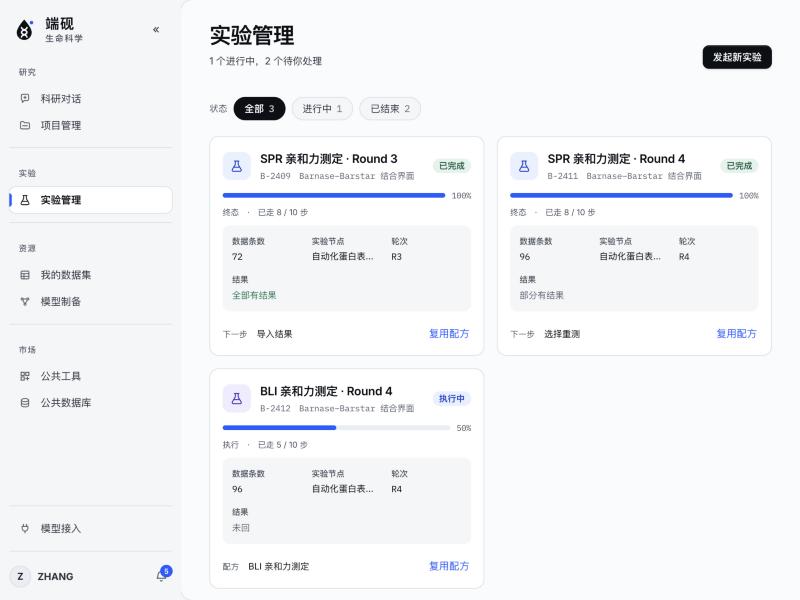 端砚
生命科学
«
研究
科研对话
项目管理
实验
实验管理
资源
我的数据集
模型制备
市场
公共工具
公共数据库
模型接入
Z ZHANG 5
实验管理
1 个进行中，2 个待你处理
发起新实验
状态 全部 3 进行中 1 已结束 2
SPR 亲和力测定 · Round 3
已完成
B-2409 Barnase-Barstar 结合界面
100%
终态 · 已走 8 / 10 步
数据条数 实验节点 轮次
72 自动化蛋白表... R3
结果
全部有结果
下一步 导入结果 复用配方
SPR 亲和力测定 · Round 4
已完成
B-2411 Barnase-Barstar 结合界面
100%
终态 · 已走 8 / 10 步
数据条数 实验节点 轮次
96 自动化蛋白表... R4
结果
部分有结果
下一步 选择重测 复用配方
BLI 亲和力测定 · Round 4
执行中
B-2412 Barnase-Barstar 结合界面
50%
执行 · 已走 5 / 10 步
数据条数 实验节点 轮次
96 自动化蛋白表... R4
结果
未回
配方 BLI 亲和力测定 复用配方